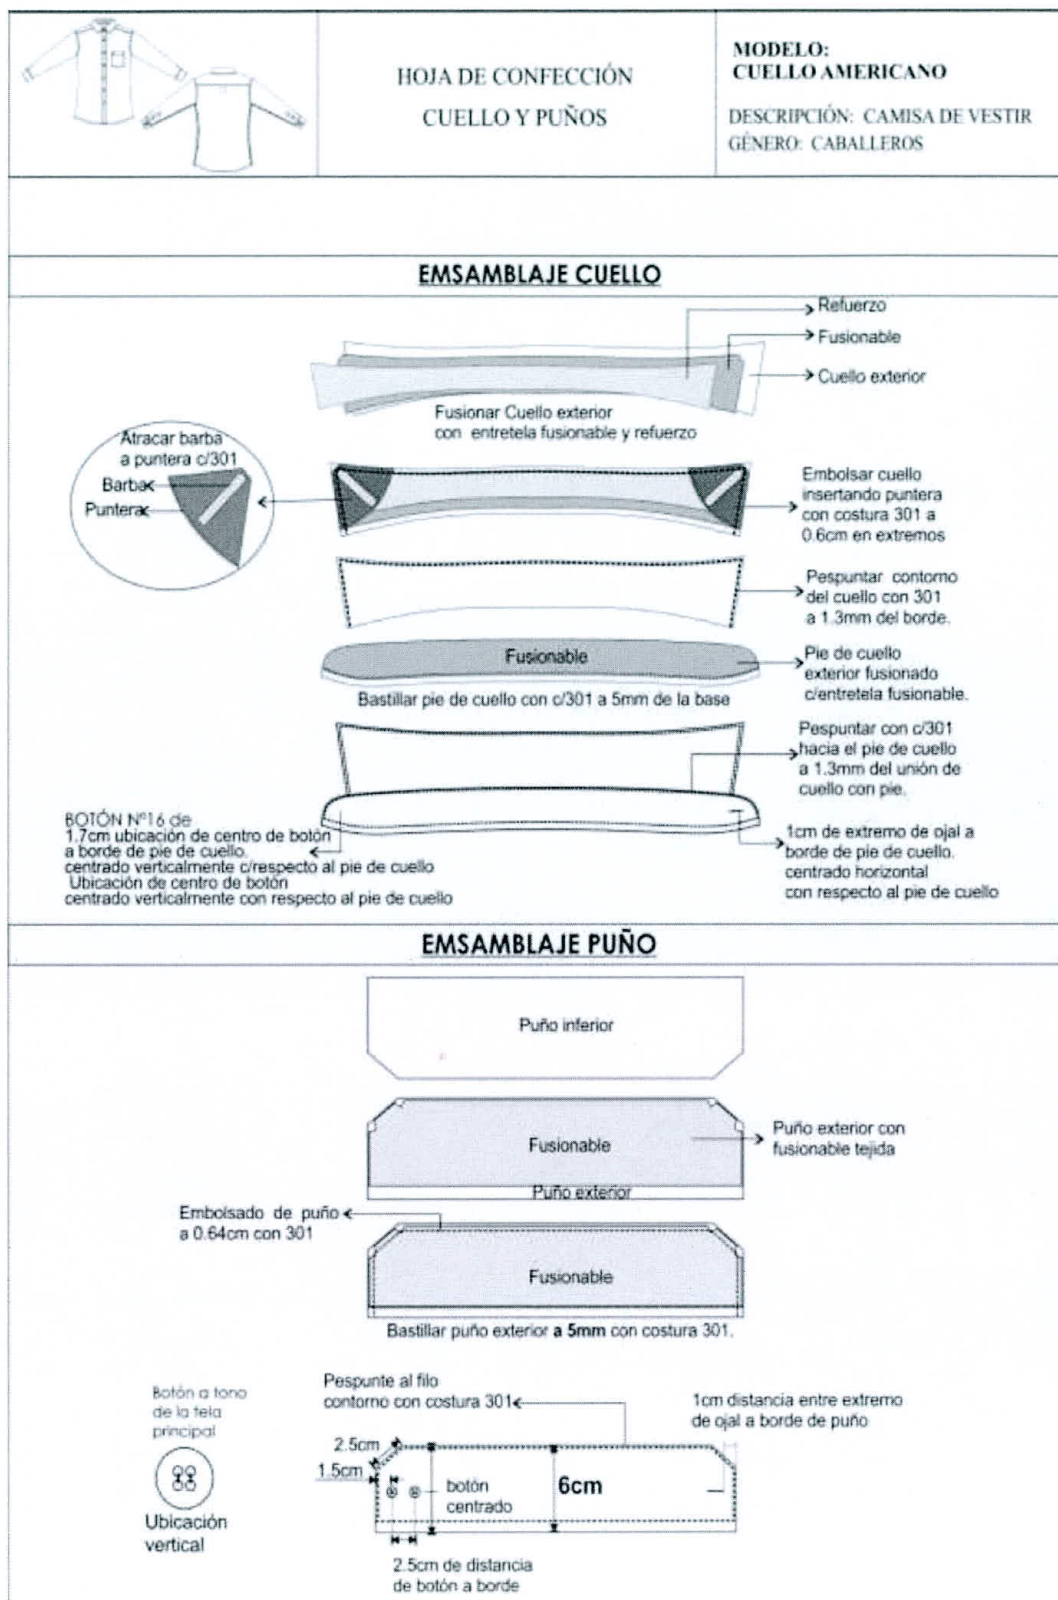 HOJA DE CONFECCIÓN
CUELLO Y PUÑOS
MODELO:
CUELLO AMERICANO
DESCRIPCIÓN: CAMISA DE VESTIR
GÉNERO: CABALLEROS
EMSAMBLAJE CUELLO
Refuerzo
Fusionable
Cuello exterior
Fusionar Cuello exterior
con entretela fusionable y refuerzo
Atracar barba
a puntera c/301
Barba
Puntera
Embolsar cuello
insertando puntera
con costura 301 a
0.6cm en extremos
Pespuntar contorno
del cuello con 301
a 1.3mm del borde.
Fusionable
Pie de cuello
exterior fusionado
c/entretela fusionable.
Bastillar pie de cuello con c/301 a 5mm de la base
Pespuntar con c/301
hacia el pie de cuello
a 1.3mm del unión de
cuello con pie.
BOTÓN Nº16 de
1.7cm ubicación de centro de botón
a borde de pie de cuello.
centrado verticalmente c/respecto al pie de cuello
Ubicación de centro de botón
centrado verticalmente con respecto al pie de cuello
1cm de extremo de ojal a
borde de pie de cuello.
centrado horizontal
con respecto al pie de cuello
EMSAMBLAJE PUÑO
Puño inferior
Fusionable
Puño exterior con
fusionable tejida
Puño exterior
Embolsado de puño
a 0.64cm con 301
Fusionable
Bastillar puño exterior a 5mm con costura 301.
Botón a tono
de la tela
principal
Ubicación
vertical
Pespunte al filo
contorno con costura 301
1cm distancia entre extremo
de ojal a borde de puño
2.5cm
1.5cm
botón
centrado
6cm
2.5cm de distancia
de botón a borde